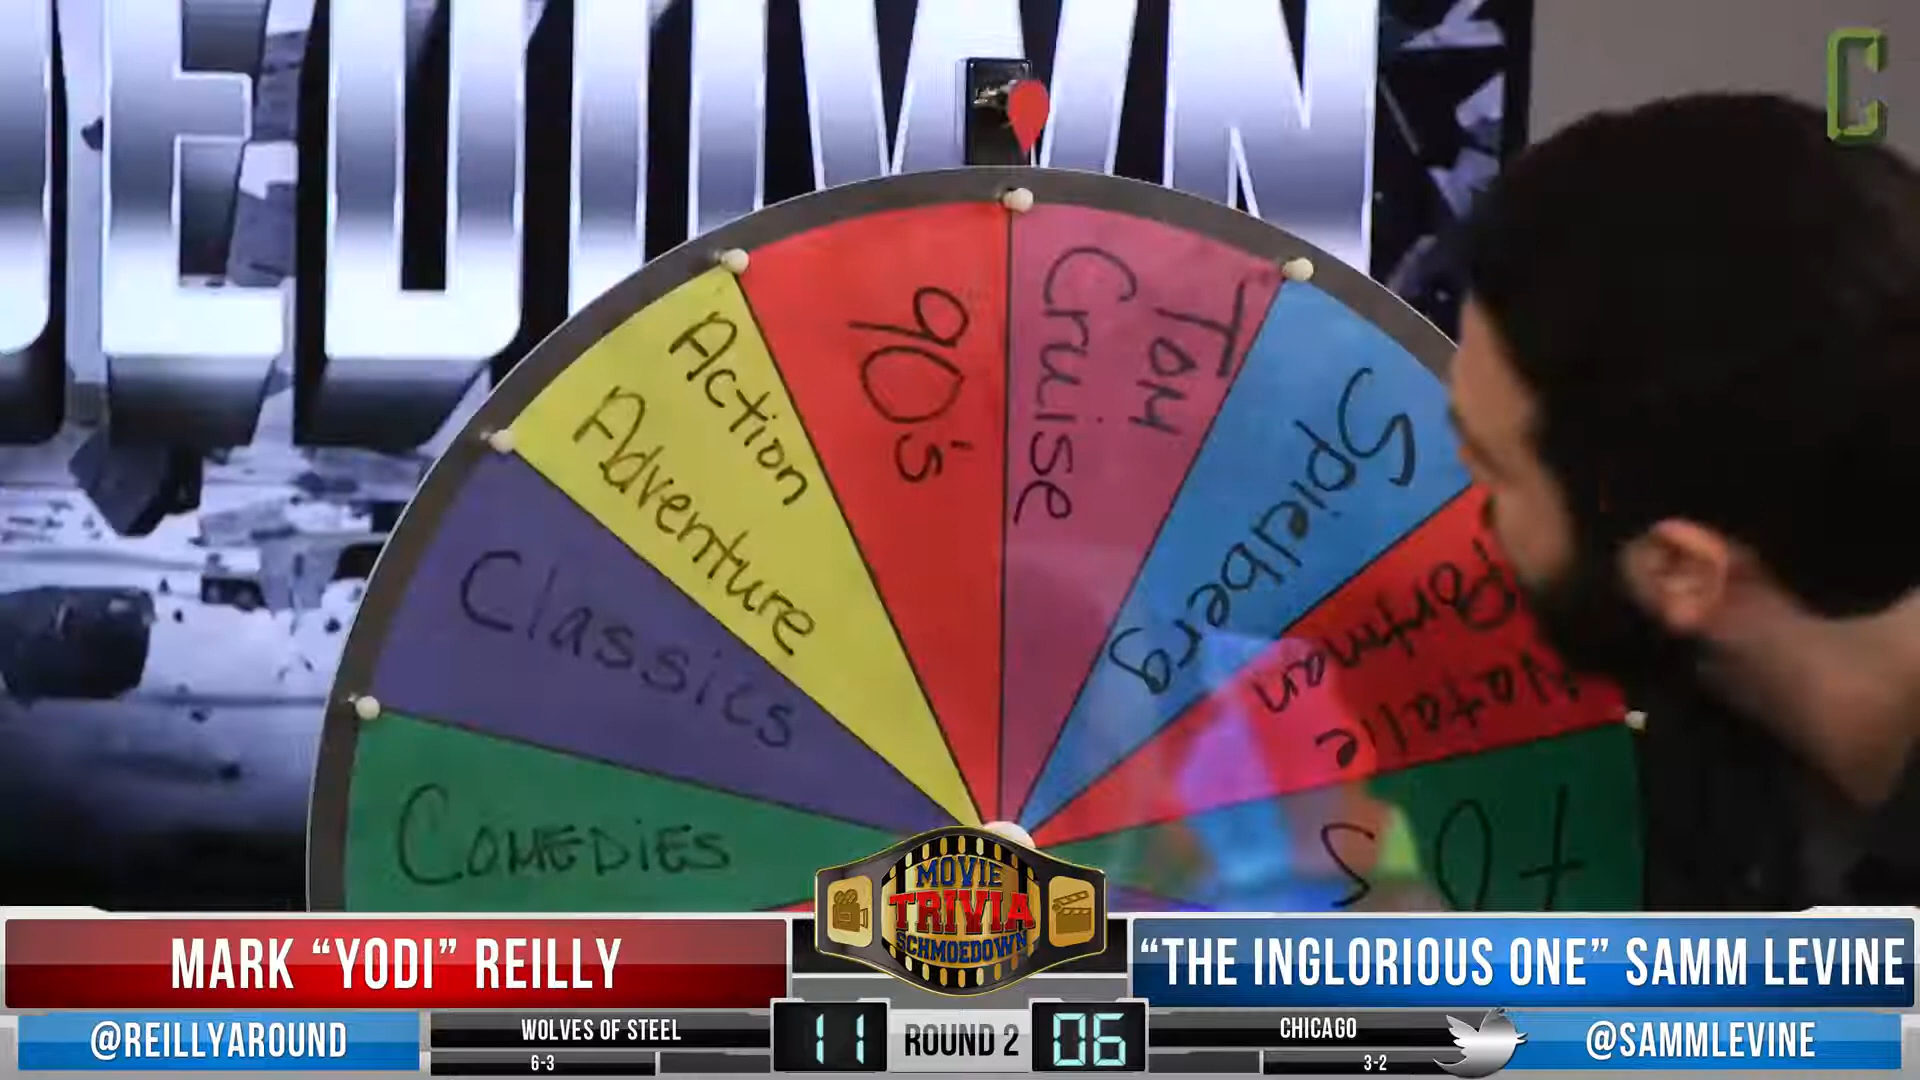 EDOWN
C
90's
Tom
Cruise
Action
Adventure
Spielberg
Classics
Natalie
Portman
Comedies
70s
MOVIE
TRIVIA
SCHMOEDOWN
MARK “YODI” REILLY
“THE INGLORIOUS ONE” SAMM LEVINE
@REILLYAROUND
WOLVES OF STEEL
6-3
11
ROUND 2
06
CHICAGO
3-2
@SAMMLEVINE